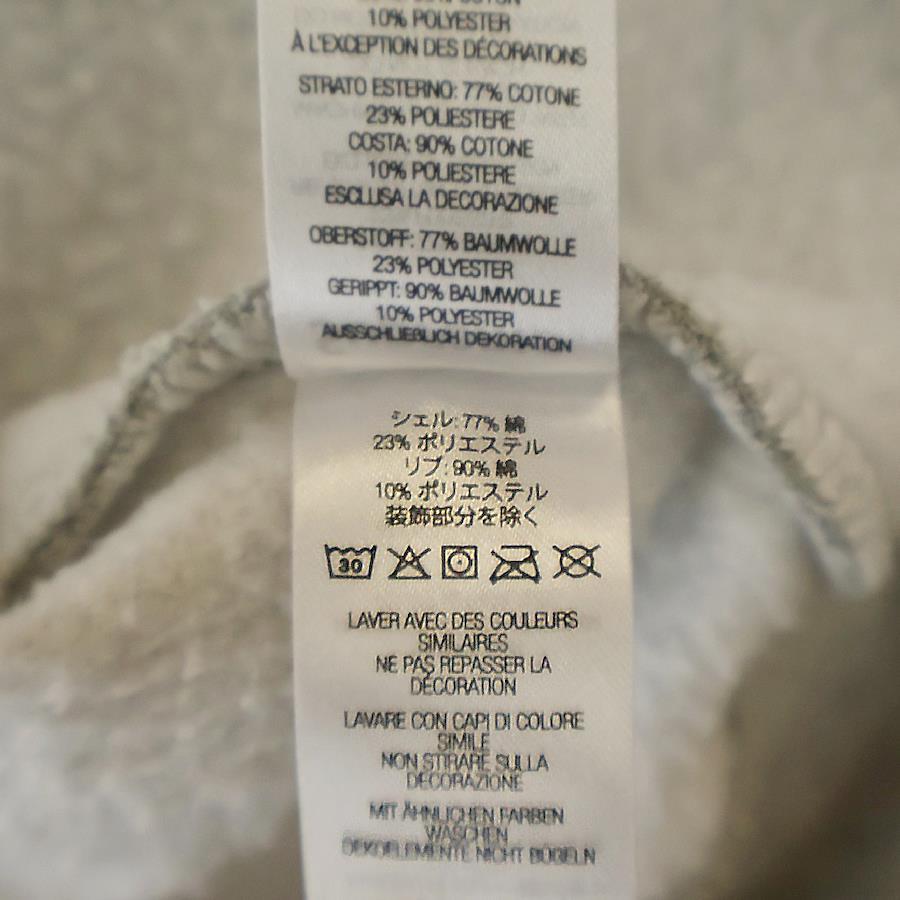 10% POLYESTER
À L'EXCEPTION DES DÉCORATIONS
STRATO ESTERNO: 77% COTONE
23% POLIESTERE
COSTA: 90% COTONE
10% POLIESTERE
ESCLUSA LA DECORAZIONE
OBERSTOFF: 77% BAUMWOLLE
23% POLYESTER
GERIPPT: 90% BAUMWOLLE
10% POLYESTER
AUSSCHLIEßLICH DEKORATION
シェル: 77% 綿
23% ポリエステル
リブ: 90% 綿
10% ポリエステル
装飾部分を除く
30
LAVER AVEC DES COULEURS
SIMILAIRES
NE PAS REPASSER LA
DÉCORATION
LAVARE CON CAPI DI COLORE
SIMILE
NON STIRARE SULLA
DECORAZIONE
MIT ÄHNLICHEN FARBEN
WASCHEN
DEKOELEMENTE NICHT BÜGELN